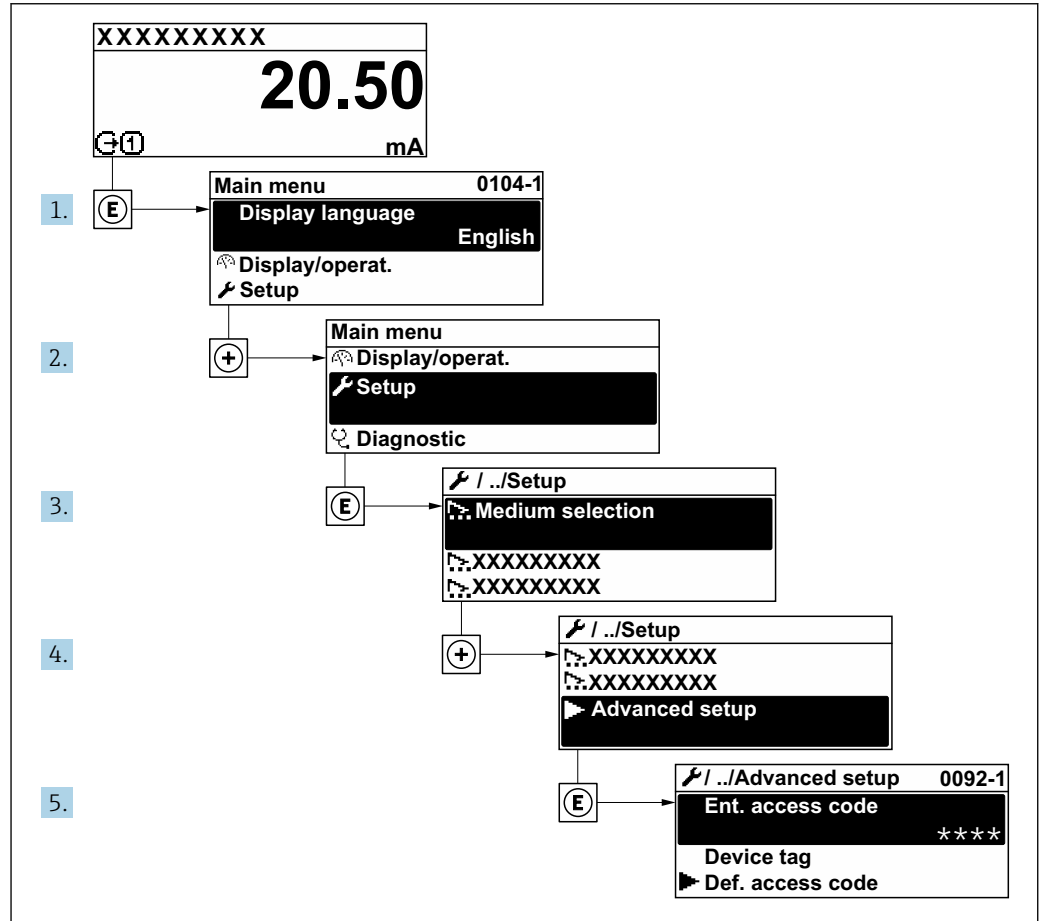 XXXXXXXXX
20.50
1 mA
1. E Main menu 0104-1
Display language
English
Display/operat.
Setup
2. + Main menu
Display/operat.
Setup
Diagnostic
3. E / ../Setup
Medium selection
XXXXXXXXX
XXXXXXXXX
4. + / ../Setup
XXXXXXXXX
XXXXXXXXX
Advanced setup
5. E / ../Advanced setup 0092-1
Ent. access code
****
Device tag
Def. access code